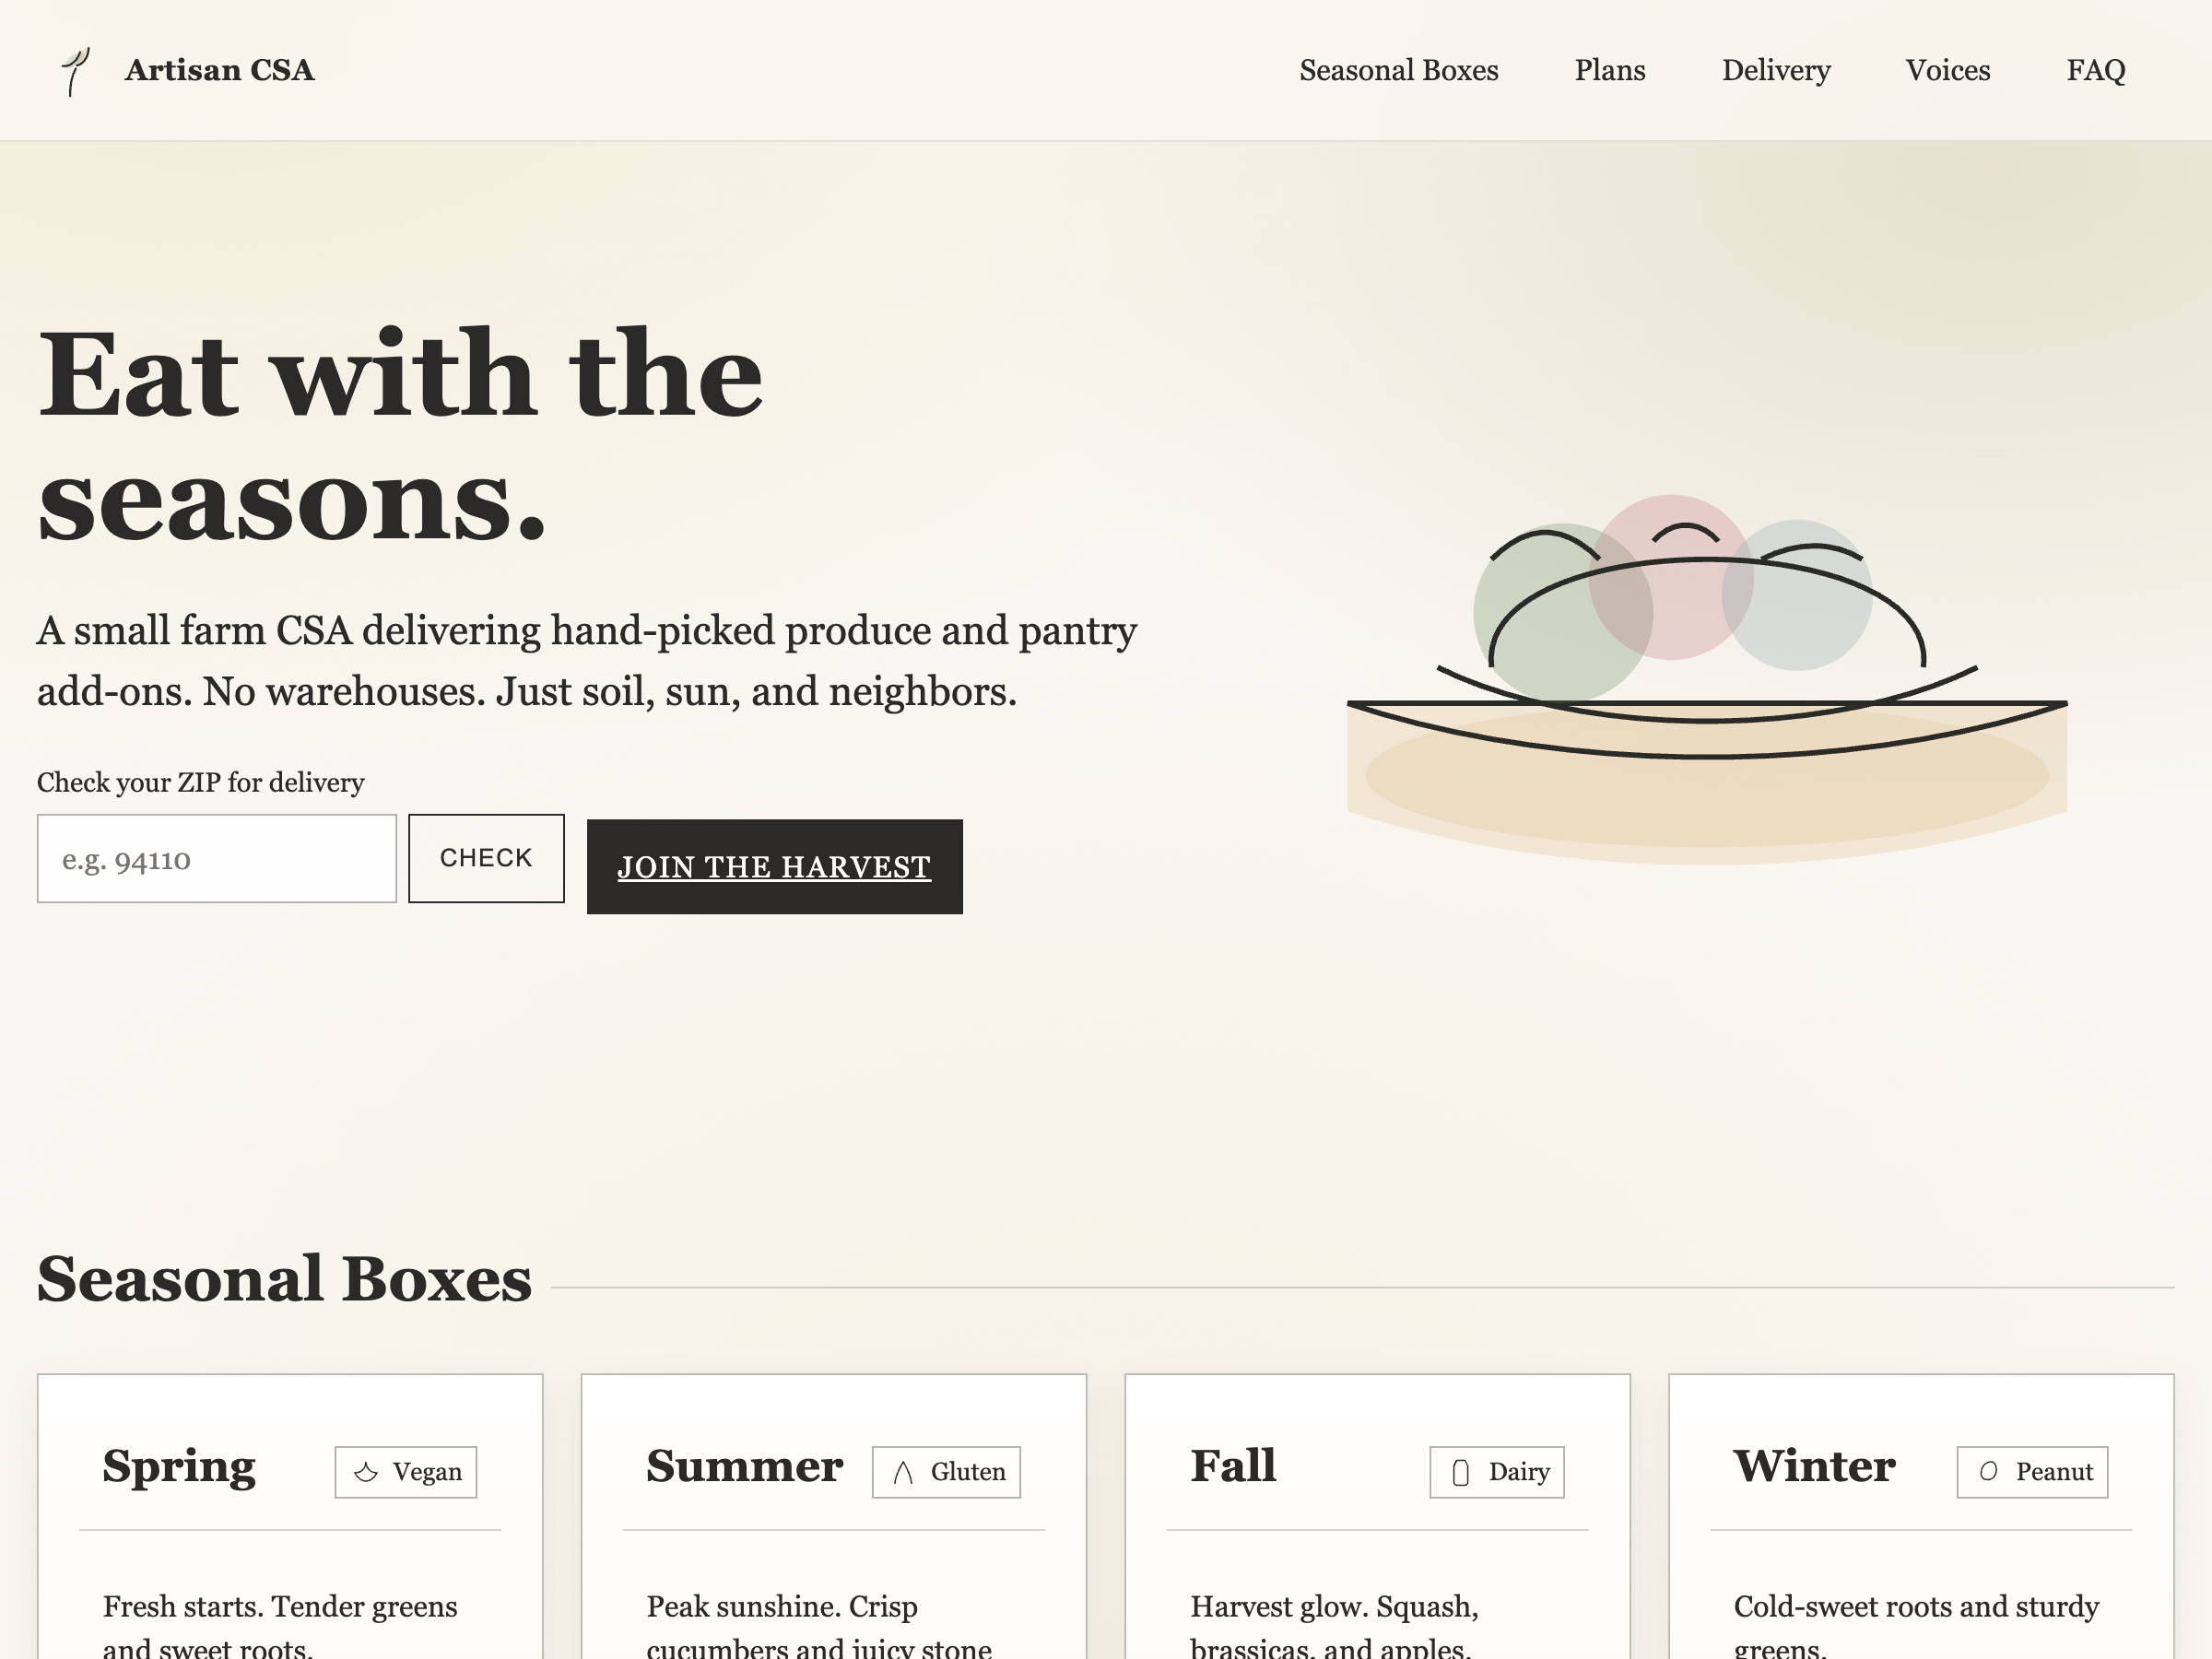 Artisan CSA
Seasonal Boxes
Plans
Delivery
Voices
FAQ
Eat with the
seasons.
A small farm CSA delivering hand-picked produce and pantry
add-ons. No warehouses. Just soil, sun, and neighbors.
Check your ZIP for delivery
e.g. 94110
CHECK
JOIN THE HARVEST
Seasonal Boxes
Spring
Vegan
Fresh starts. Tender greens
and sweet roots.
Summer
Gluten
Peak sunshine. Crisp
cucumbers and juicy stone
Fall
Dairy
Harvest glow. Squash,
brassicas, and apples.
Winter
Peanut
Cold-sweet roots and sturdy
greens.